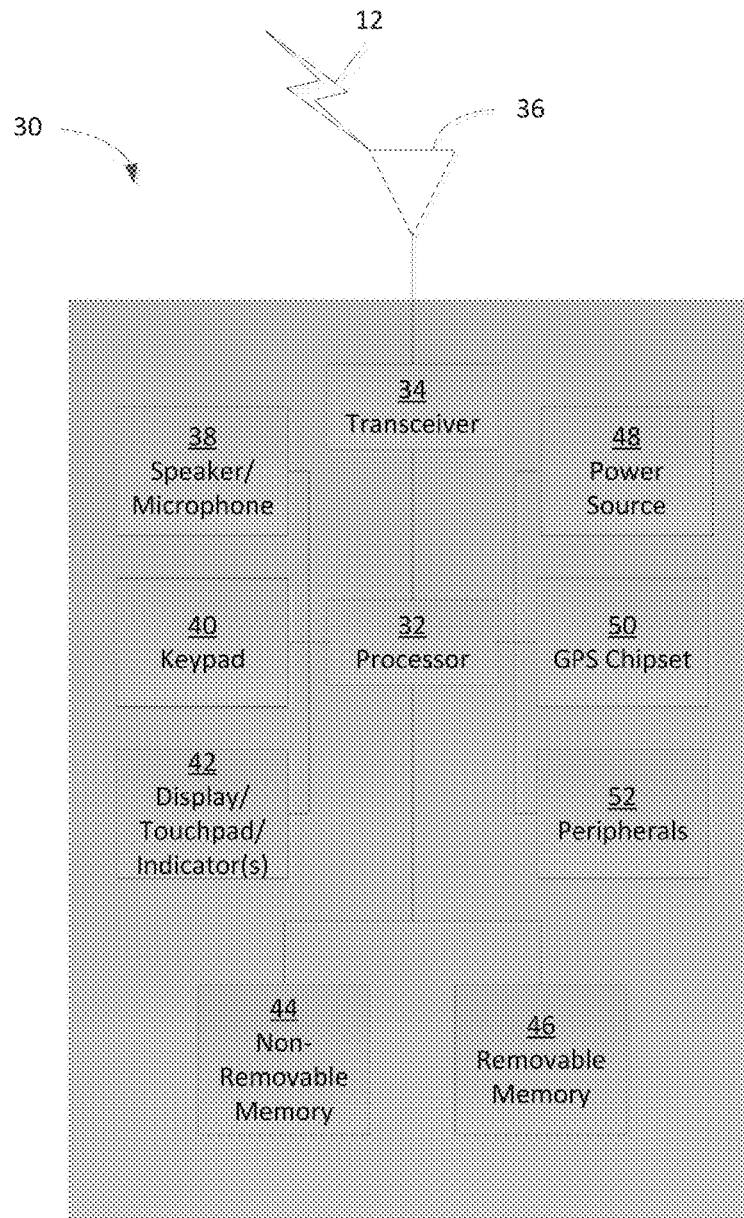 12
36
30
34
Transceiver
38
Speaker/
Microphone
48
Power
Source
40
Keypad
32
Processor
50
GPS Chipset
42
Display/
Touchpad/
Indicator(s)
52
Peripherals
44
Non-
Removable
Memory
46
Removable
Memory